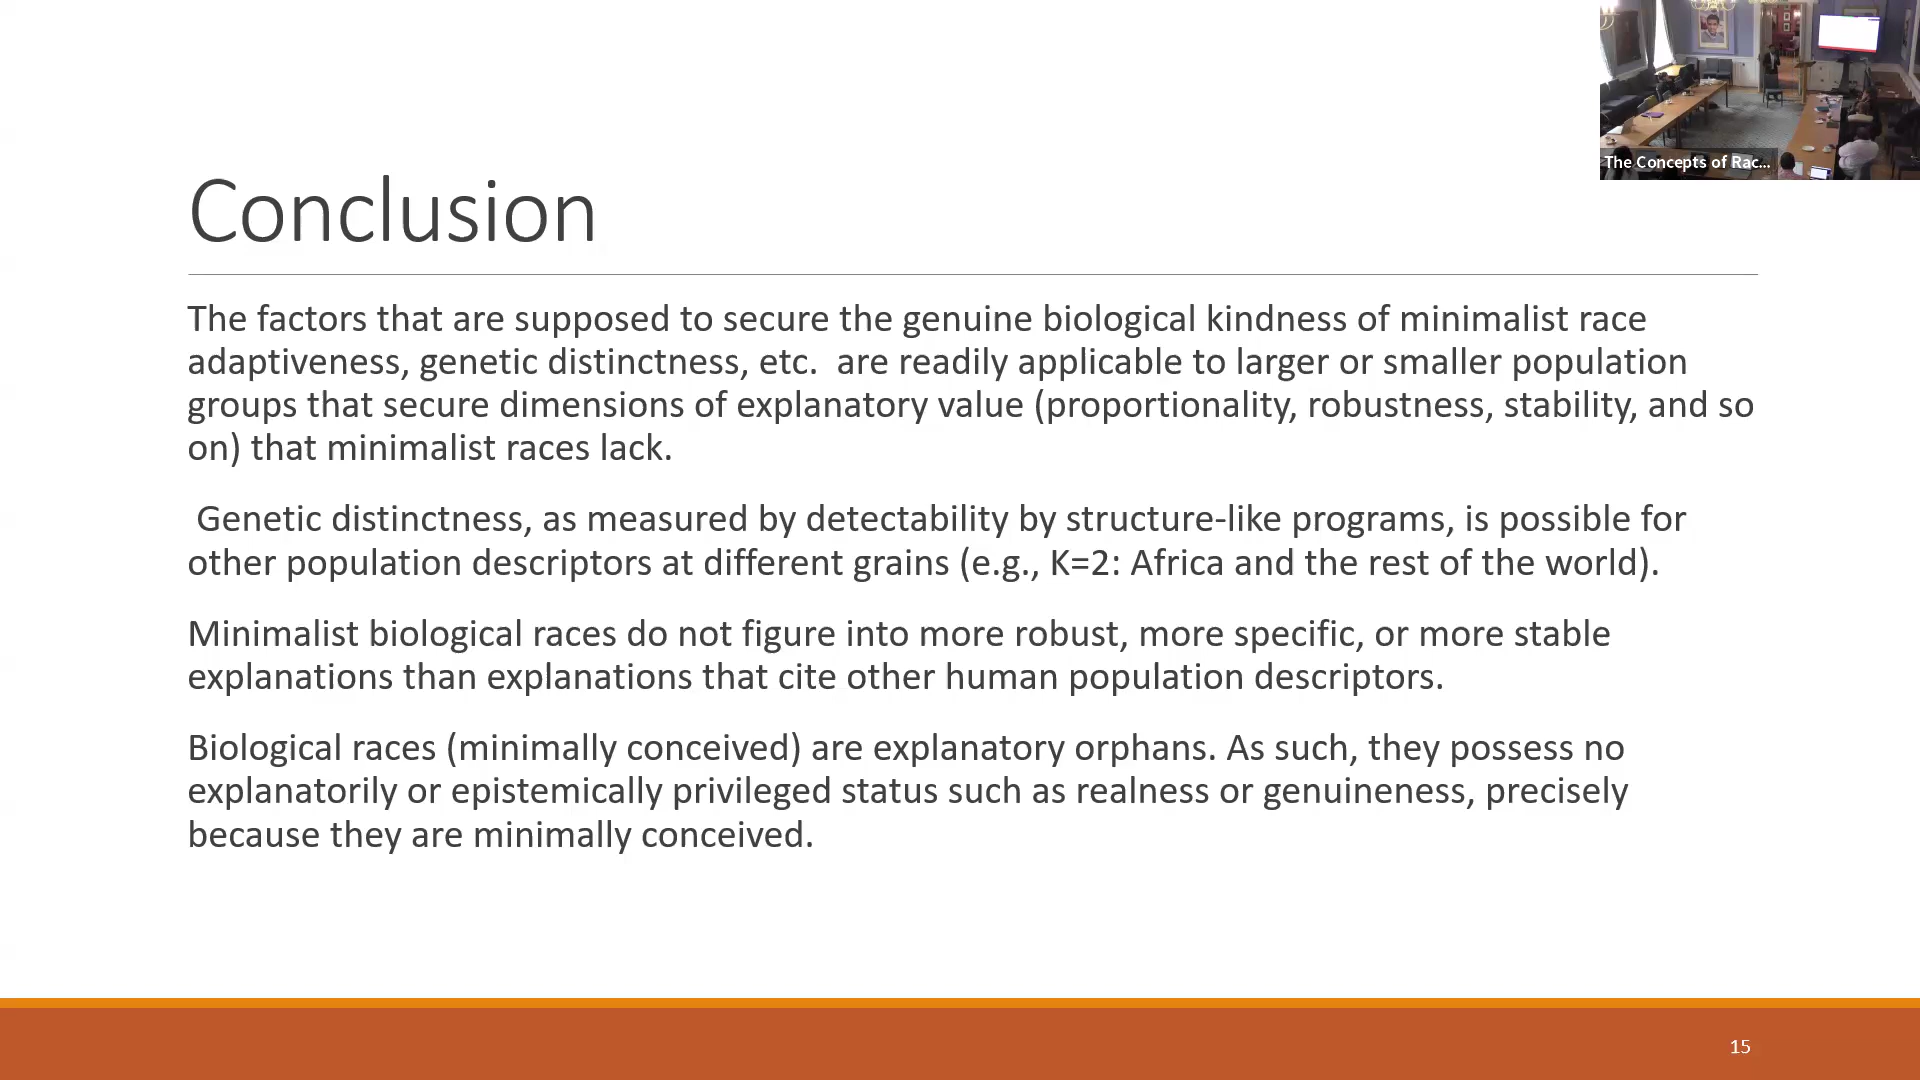 The Concepts of Rac...
Conclusion
The factors that are supposed to secure the genuine biological kindness of minimalist race
adaptiveness, genetic distinctness, etc.  are readily applicable to larger or smaller population
groups that secure dimensions of explanatory value (proportionality, robustness, stability, and so
on) that minimalist races lack.
Genetic distinctness, as measured by detectability by structure-like programs, is possible for
other population descriptors at different grains (e.g., K=2: Africa and the rest of the world).
Minimalist biological races do not figure into more robust, more specific, or more stable
explanations than explanations that cite other human population descriptors.
Biological races (minimally conceived) are explanatory orphans. As such, they possess no
explanatorily or epistemically privileged status such as realness or genuineness, precisely
because they are minimally conceived.
15